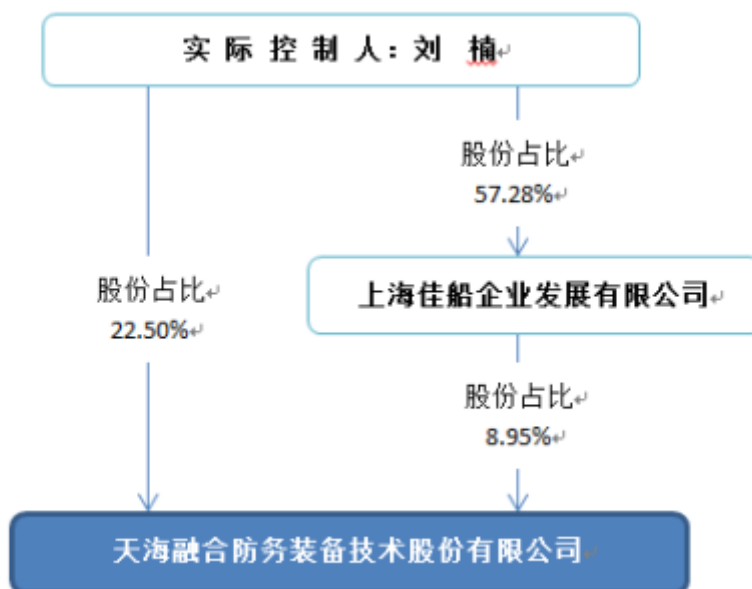 实 际 控 制 人：刘 楠
股份占比
57.28%
股份占比
22.50%
上海佳船企业发展有限公司
股份占比
8.95%
天海融合防务装备技术股份有限公司